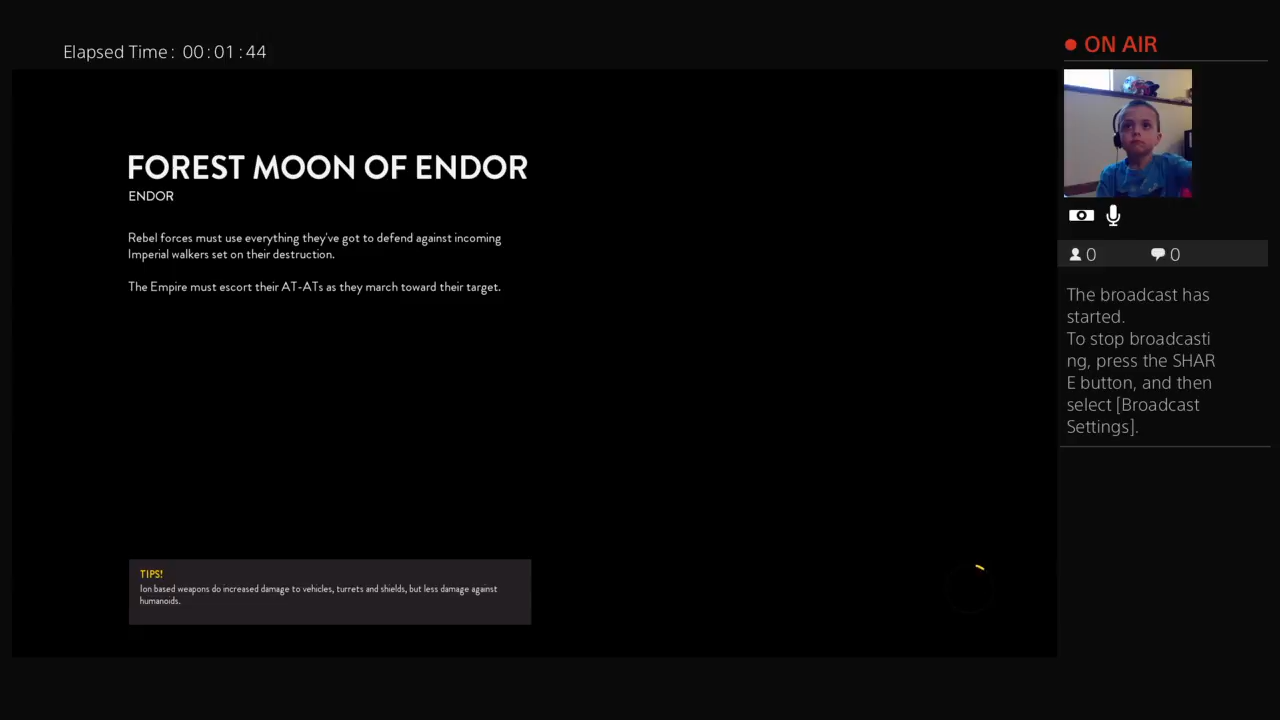 Elapsed Time: 00:01:44
ON AIR
FOREST MOON OF ENDOR
ENDOR
Rebel forces must use everything they've got to defend against incoming
Imperial walkers set on their destruction.
The Empire must escort their AT-ATs as they march toward their target.
0
0
The broadcast has
started.
To stop broadcasti
ng, press the SHAR
E button, and then
select [Broadcast
Settings].
TIPS!
Ion based weapons do increased damage to vehicles, turrets and shields, but less damage against
humanoids.